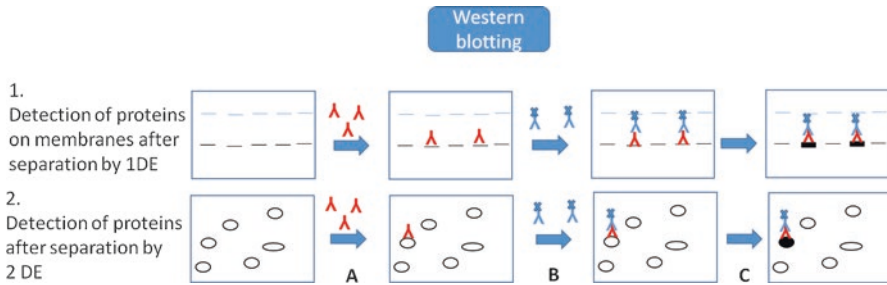 Western
blotting
1.
Detection of proteins
on membranes after
separation by 1DE
2.
Detection of proteins
after separation by
2 DE
A
B
C